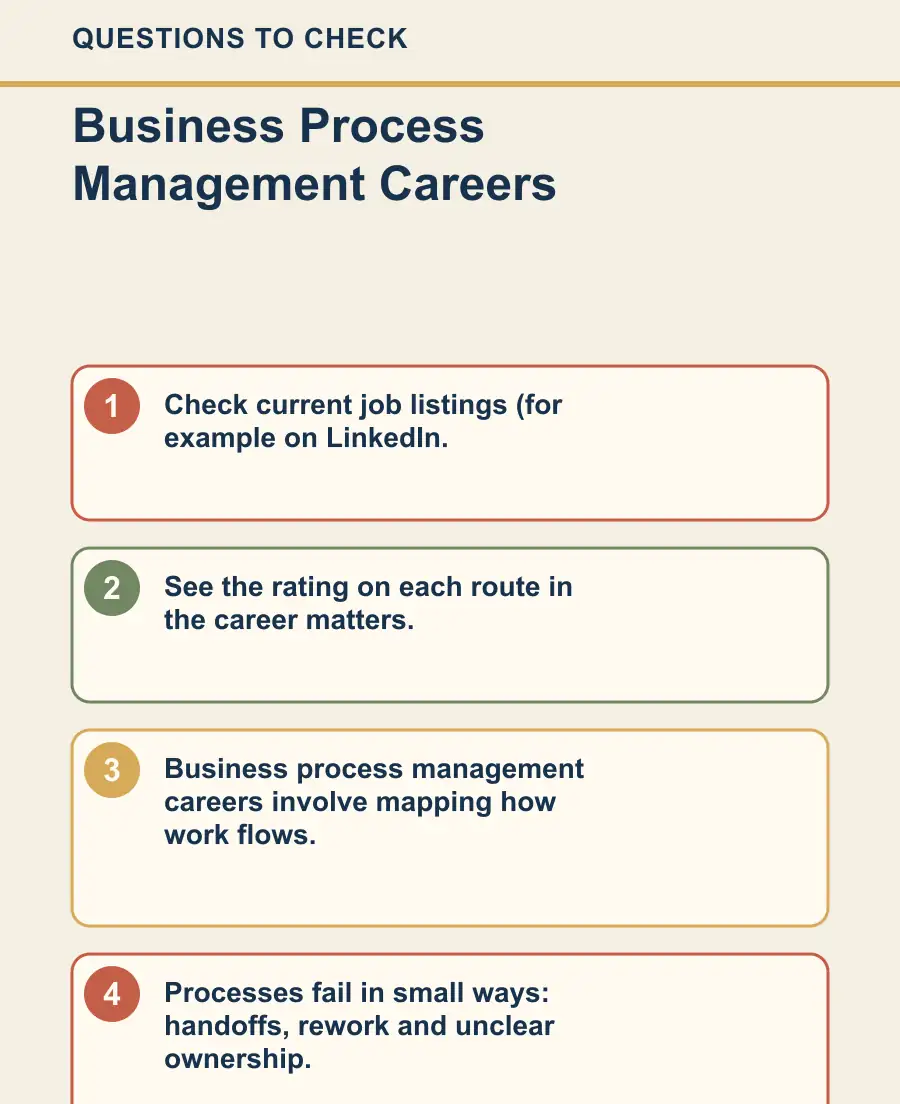 QUESTIONS TO CHECK
Business Process
Management Careers
1
Check current job listings (for
example on LinkedIn.
2
See the rating on each route in
the career matters.
3
Business process management
careers involve mapping how
work flows.
4
Processes fail in small ways:
handoffs, rework and unclear
ownership.